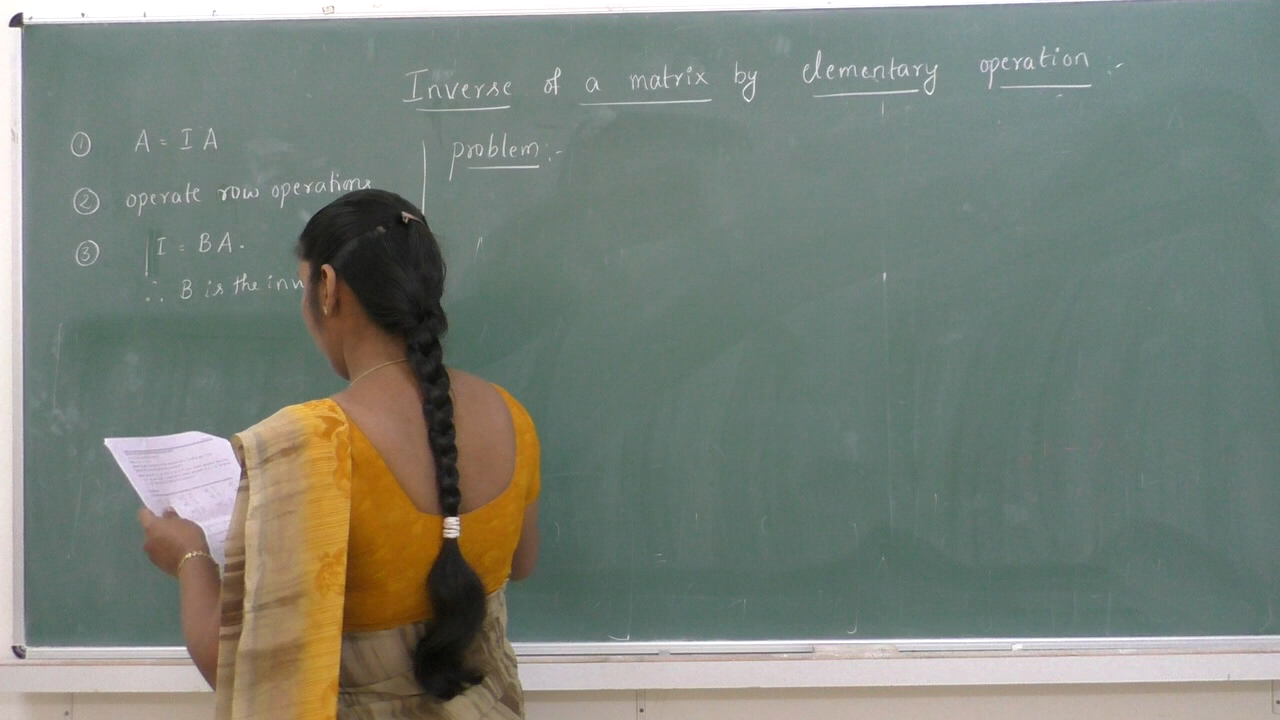 Inverse of a matrix by elementary operation :-
① A = I A
② operate row operations
③ I = BA.
∴ B is the inv
problem:-